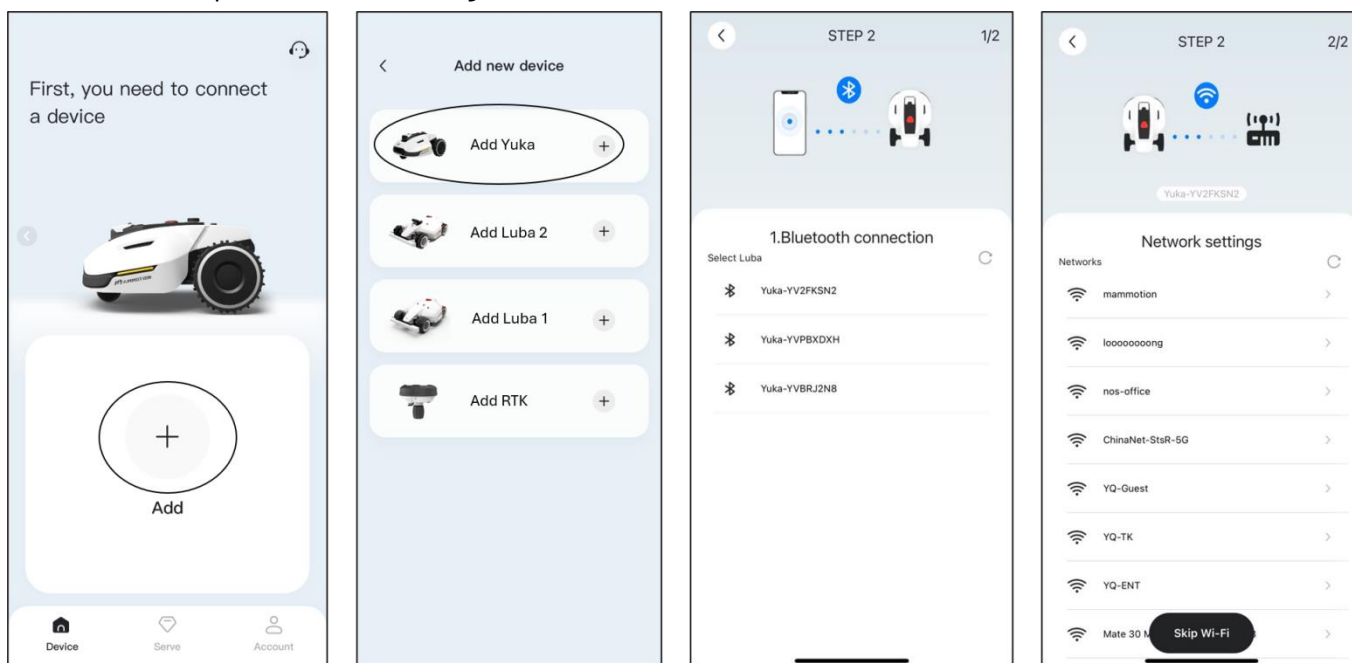 First, you need to connect
a device
MAMMOTION
Add
Device
Serve
Account
Add new device
Add Yuka
Add Luba 2
Add Luba 1
Add RTK
STEP 2
1/2
1.Bluetooth connection
Select Luba
Yuka-YV2FKSN2
Yuka-YVPBXDXH
Yuka-YVBRJ2N8
STEP 2
2/2
Yuka-YV2FKSN2
Network settings
Networks
mammotion
looooooong
nos-office
ChinaNet-StsR-5G
YQ-Guest
YQ-TK
YQ-ENT
Mate 30
Skip Wi-Fi